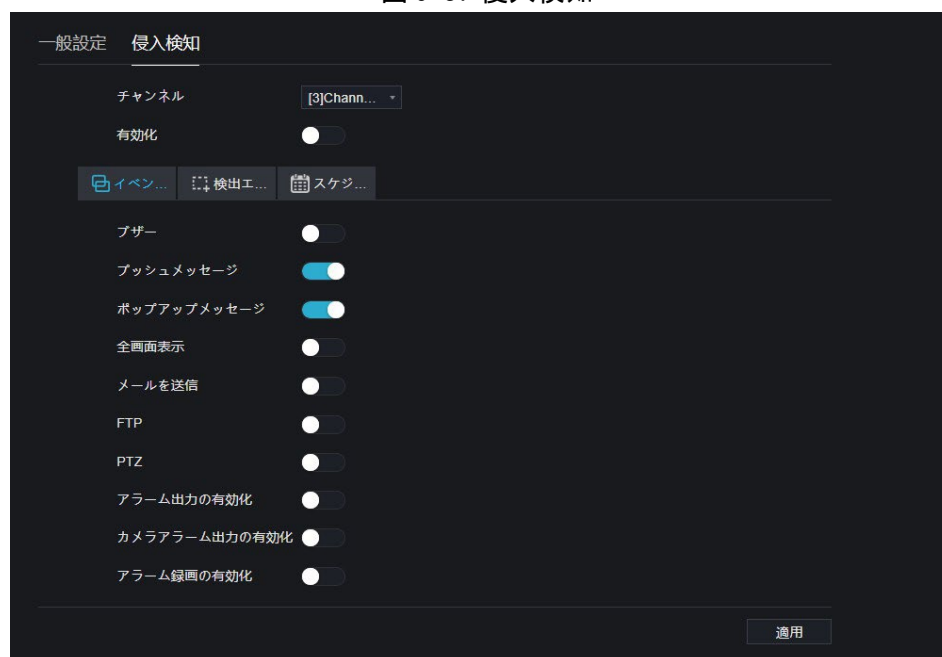 一般設定 侵入検知
チャンネル [3]Chann...
有効化
イベン... 検出エ... スケジ...
ブザー
プッシュメッセージ
ポップアップメッセージ
全画面表示
メールを送信
FTP
PTZ
アラーム出力の有効化
カメラアラーム出力の有効化
アラーム録画の有効化
適用